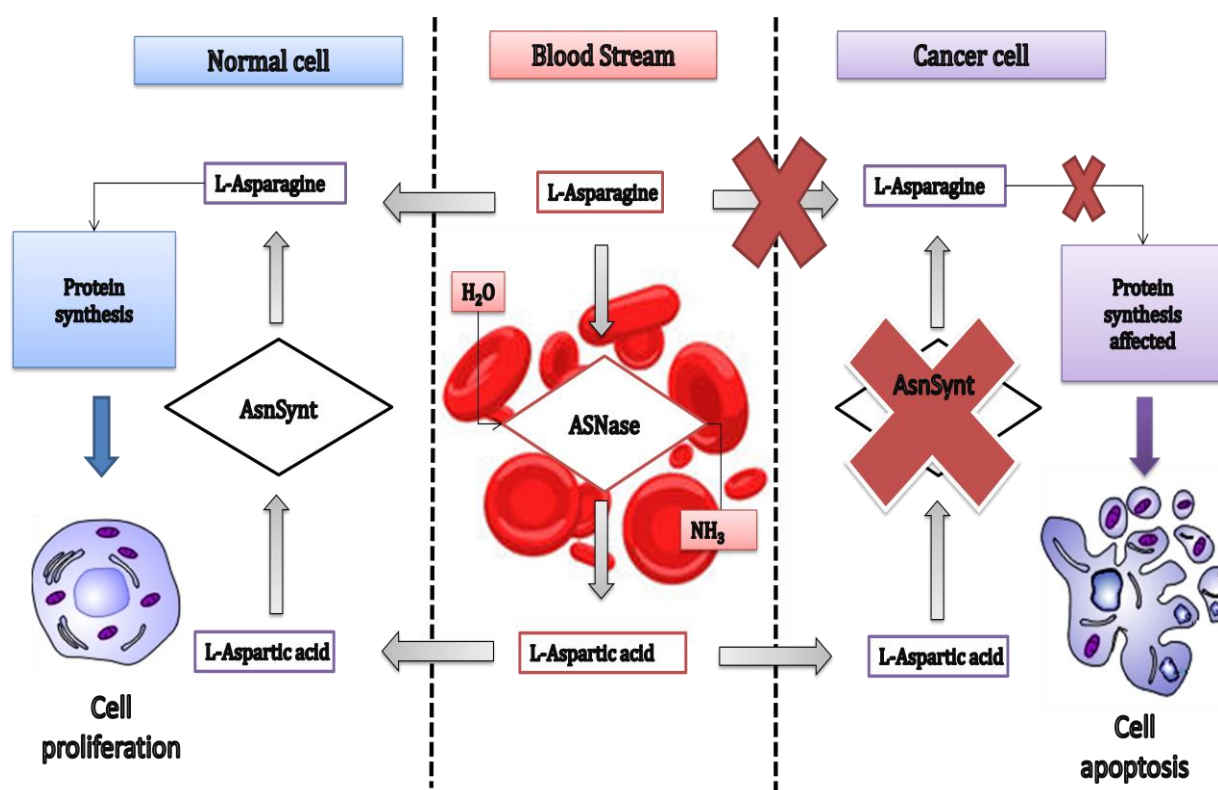 Normal cell
Blood Stream
Cancer cell
L-Asparagine
L-Asparagine
L-Asparagine
Protein
synthesis
H₂O
Protein
synthesis
affected
AsnSynt
ASNase
AsnSynt
NH₃
L-Aspartic acid
L-Aspartic acid
L-Aspartic acid
Cell
proliferation
Cell
apoptosis